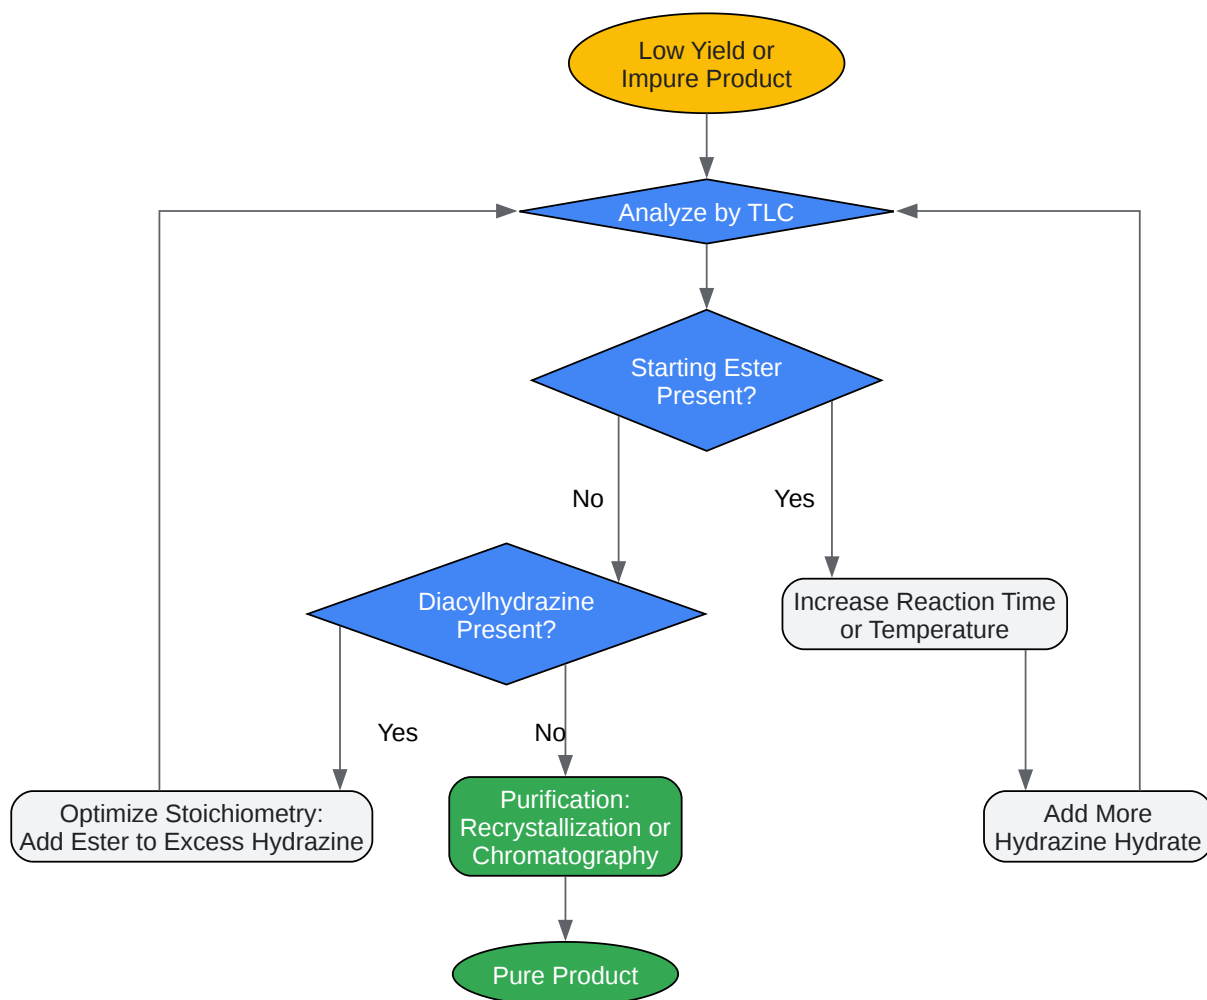 Low Yield or
Impure Product
Analyze by TLC
Starting Ester
Present?
No
Yes
Diacylhydrazine
Present?
Increase Reaction Time
or Temperature
Yes
No
Optimize Stoichiometry:
Add Ester to Excess Hydrazine
Purification:
Recrystallization or
Chromatography
Add More
Hydrazine Hydrate
Pure Product